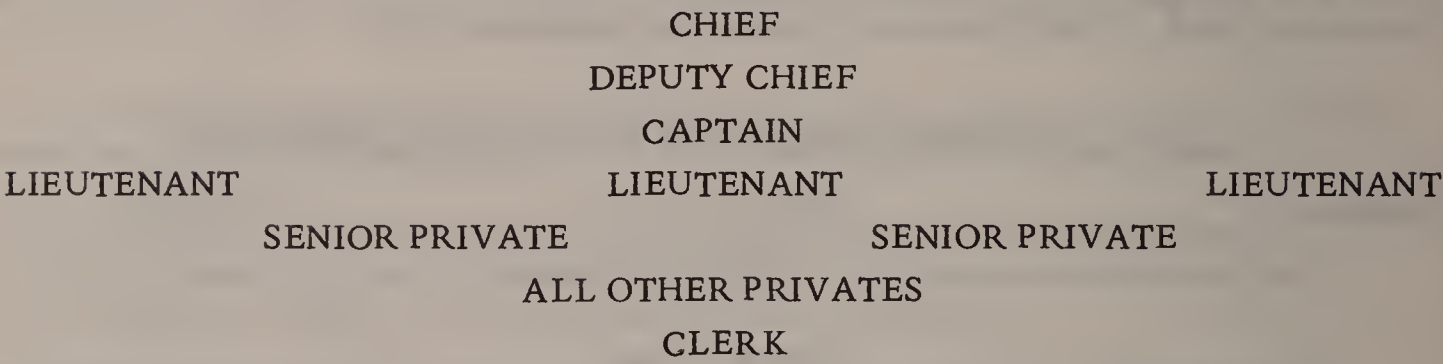 CHIEF
DEPUTY CHIEF
CAPTAIN
LIEUTENANT LIEUTENANT LIEUTENANT
SENIOR PRIVATE SENIOR PRIVATE
ALL OTHER PRIVATES
CLERK